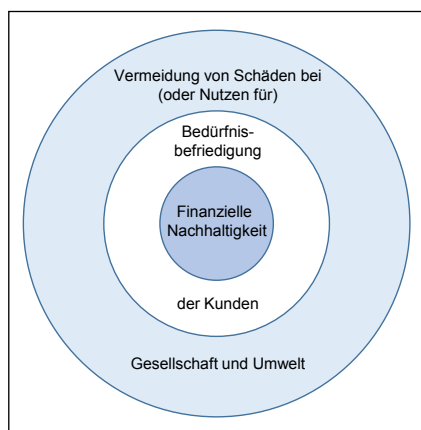 Vermeidung von Schäden bei
(oder Nutzen für)
Bedürfnis-
befriedigung
Finanzielle
Nachhaltigkeit
der Kunden
Gesellschaft und Umwelt